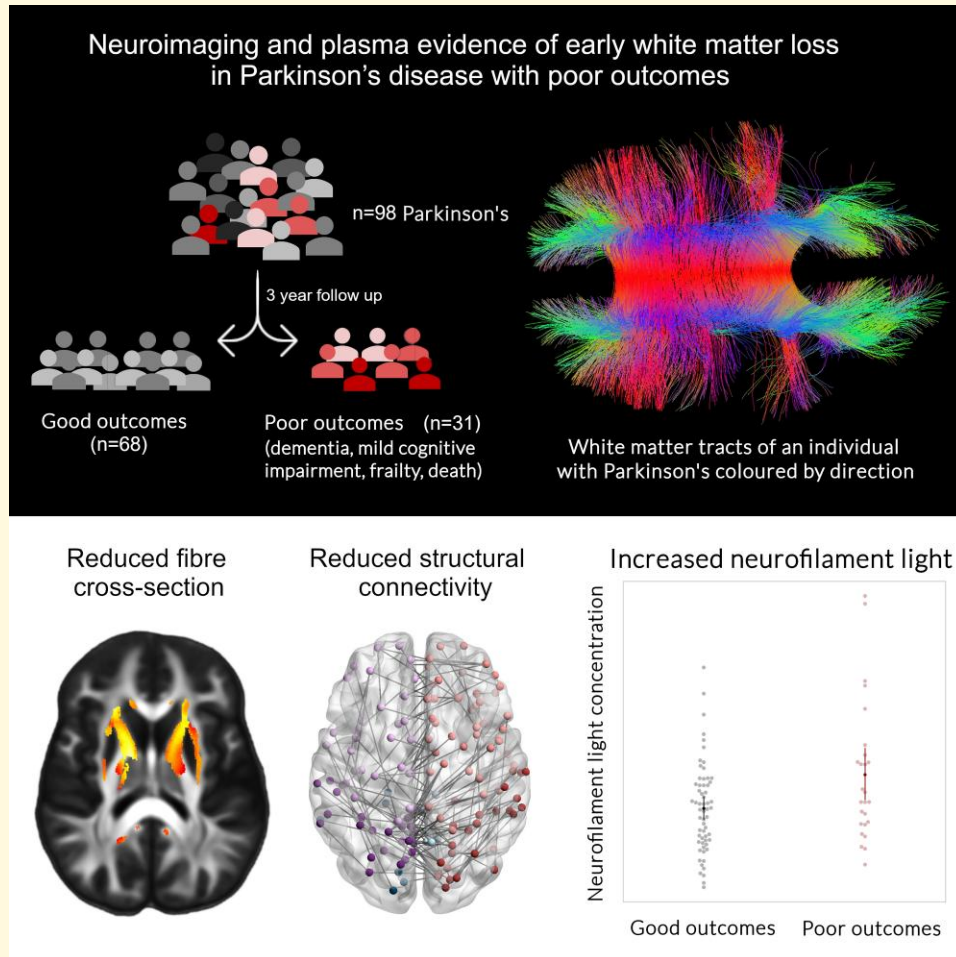 Neuroimaging and plasma evidence of early white matter loss
in Parkinson's disease with poor outcomes
n=98 Parkinson's
3 year follow up
Good outcomes
(n=68)
Poor outcomes (n=31)
(dementia, mild cognitive
impairment, frailty, death)
White matter tracts of an individual
with Parkinson's coloured by direction
Reduced fibre
cross-section
Reduced structural
connectivity
Increased neurofilament light
Neurofilament light concentration
Good outcomes
Poor outcomes